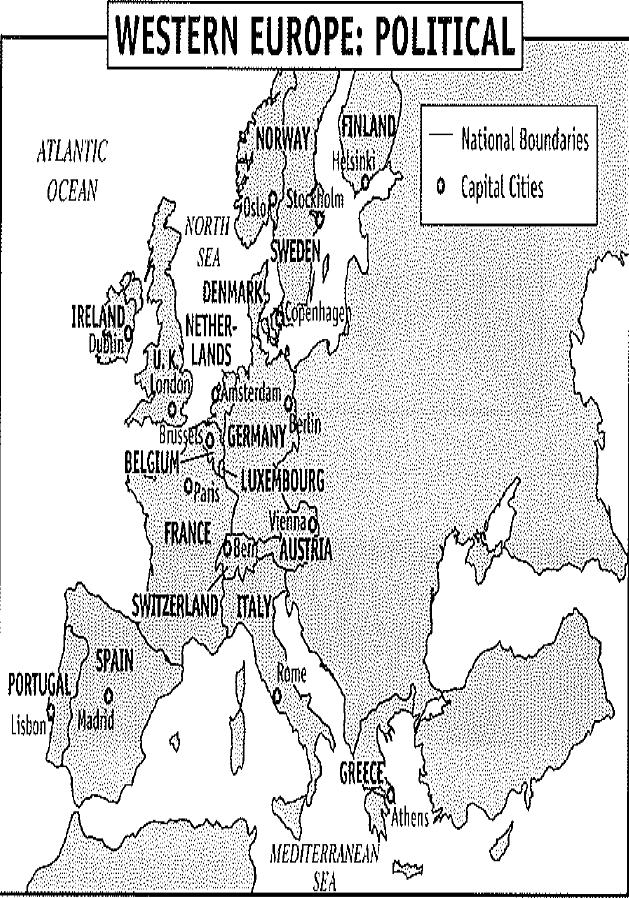 WESTERN EUROPE: POLITICAL
National Boundaries
Capital Cities
ATLANTIC
OCEAN
NORWAY
FINLAND
Helsinki
Oslo
Stockholm
NORTH
SEA
SWEDEN
DENMARK
Copenhagen
IRELAND
Dublin
NETHER-
LANDS
U.K.
London
Amsterdam
Berlin
Brussels
GERMANY
BELGIUM
LUXEMBOURG
Paris
FRANCE
Vienna
Bern
AUSTRIA
SWITZERLAND
ITALY
SPAIN
PORTUGAL
Lisbon
Madrid
Rome
GREECE
Athens
MEDITERRANEAN
SEA